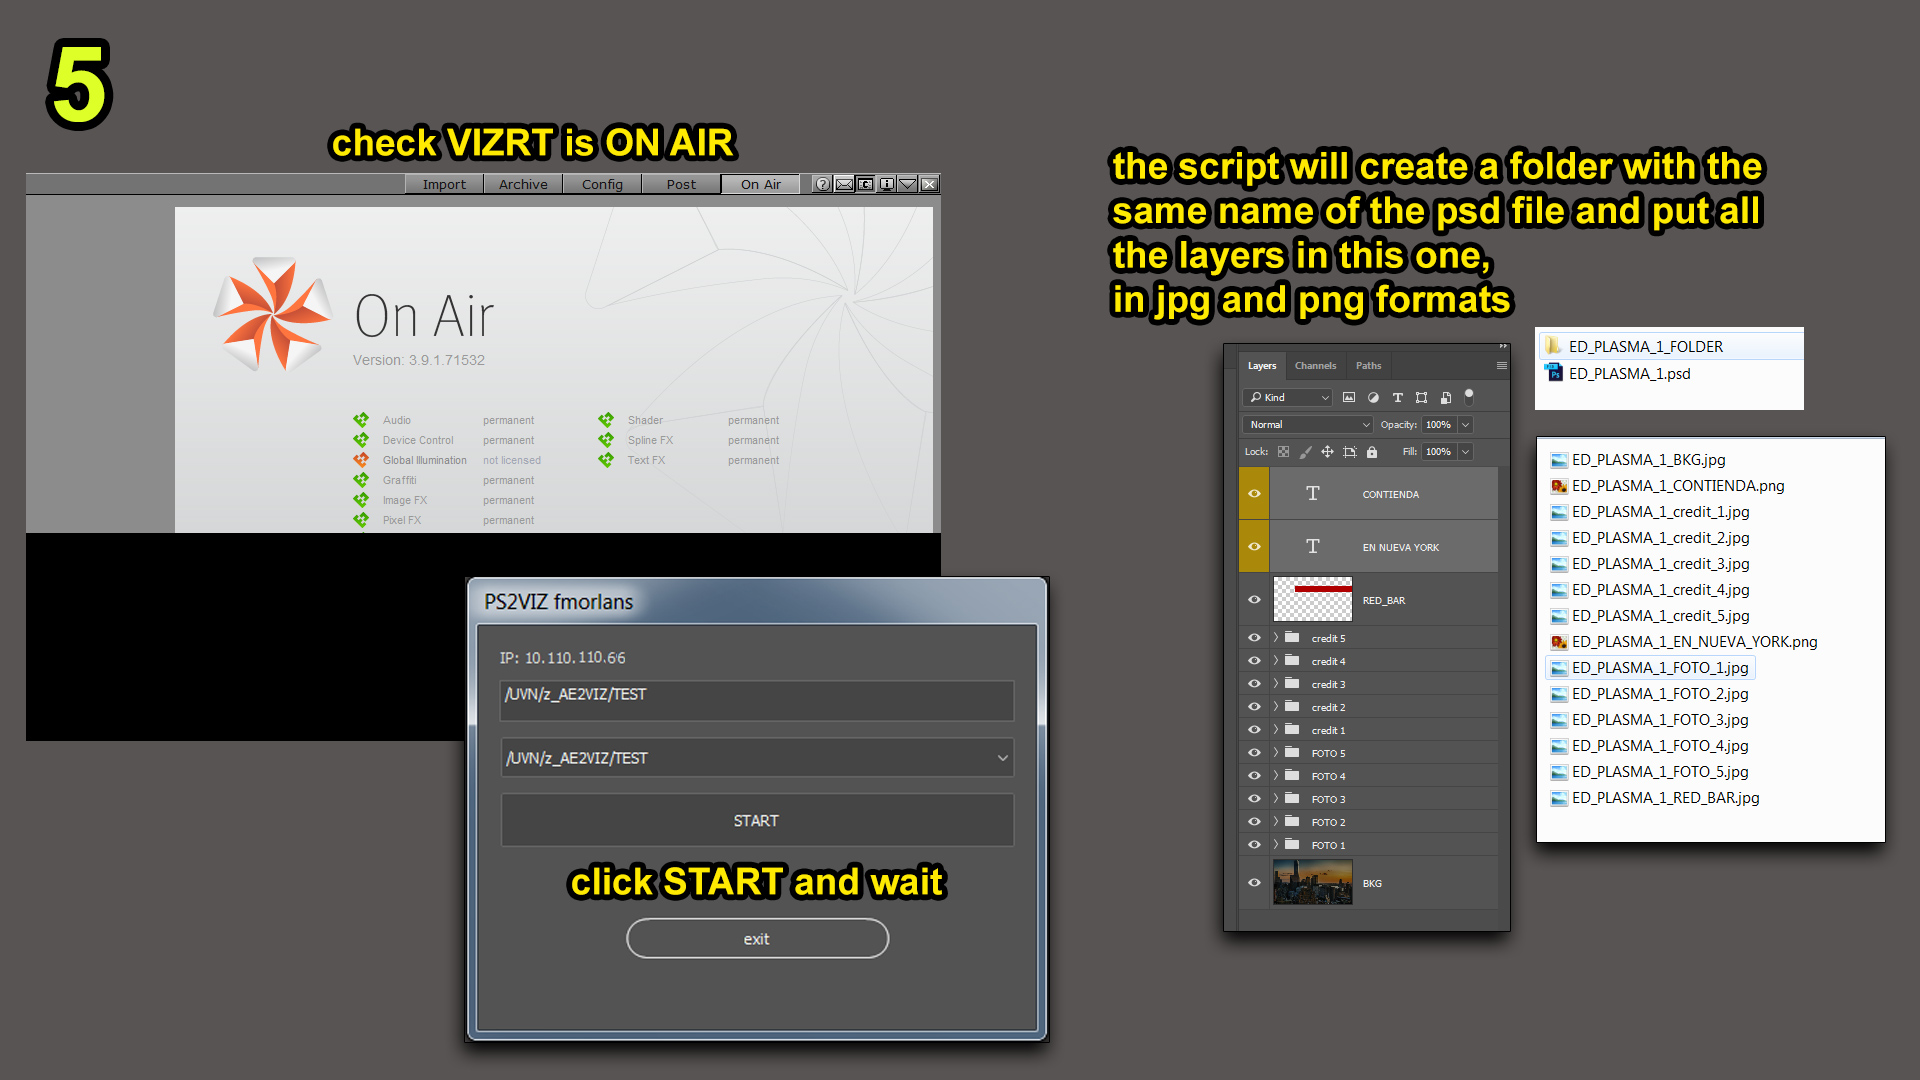 5
check VIZRT is ON AIR
Import Archive Config Post On Air
On Air
Version: 3.9.1.71532
Audio permanent Shader permanent
Device Control permanent Spline FX permanent
Global Illumination not licensed Text FX permanent
Graffiti permanent
Image FX permanent
Pixel FX permanent
PS2VIZ fmorlans
IP: 10.110.110.66
/UVN/z_AE2VIZ/TEST
/UVN/z_AE2VIZ/TEST
START
click START and wait
exit
the script will create a folder with the
same name of the psd file and put all
the layers in this one,
in jpg and png formats
Layers Channels Paths
Kind
Normal Opacity: 100%
Lock: Fill: 100%
CONTIENDA
EN NUEVA YORK
RED_BAR
credit 5
credit 4
credit 3
credit 2
credit 1
FOTO 5
FOTO 4
FOTO 3
FOTO 2
FOTO 1
BKG
ED_PLASMA_1_FOLDER
ED_PLASMA_1.psd
ED_PLASMA_1_BKG.jpg
ED_PLASMA_1_CONTIENDA.png
ED_PLASMA_1_credit_1.jpg
ED_PLASMA_1_credit_2.jpg
ED_PLASMA_1_credit_3.jpg
ED_PLASMA_1_credit_4.jpg
ED_PLASMA_1_credit_5.jpg
ED_PLASMA_1_EN_NUEVA_YORK.png
ED_PLASMA_1_FOTO_1.jpg
ED_PLASMA_1_FOTO_2.jpg
ED_PLASMA_1_FOTO_3.jpg
ED_PLASMA_1_FOTO_4.jpg
ED_PLASMA_1_FOTO_5.jpg
ED_PLASMA_1_RED_BAR.jpg